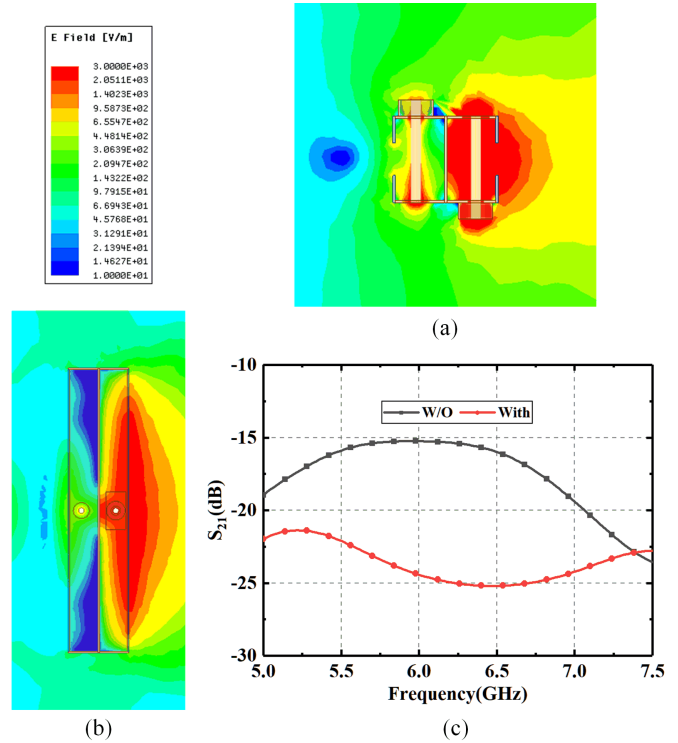 E Field [V/m]
3.0000E+03
2.0511E+03
1.4023E+03
9.5873E+02
6.5547E+02
4.4814E+02
3.0639E+02
2.0947E+02
1.4322E+02
9.7915E+01
6.6943E+01
4.5768E+01
3.1291E+01
2.1394E+01
1.4627E+01
1.0000E+01
(a)
-10
W/O With
-15
-20
-25
-30
S21(dB)
5.0 5.5 6.0 6.5 7.0 7.5
Frequency(GHz)
(b)
(c)